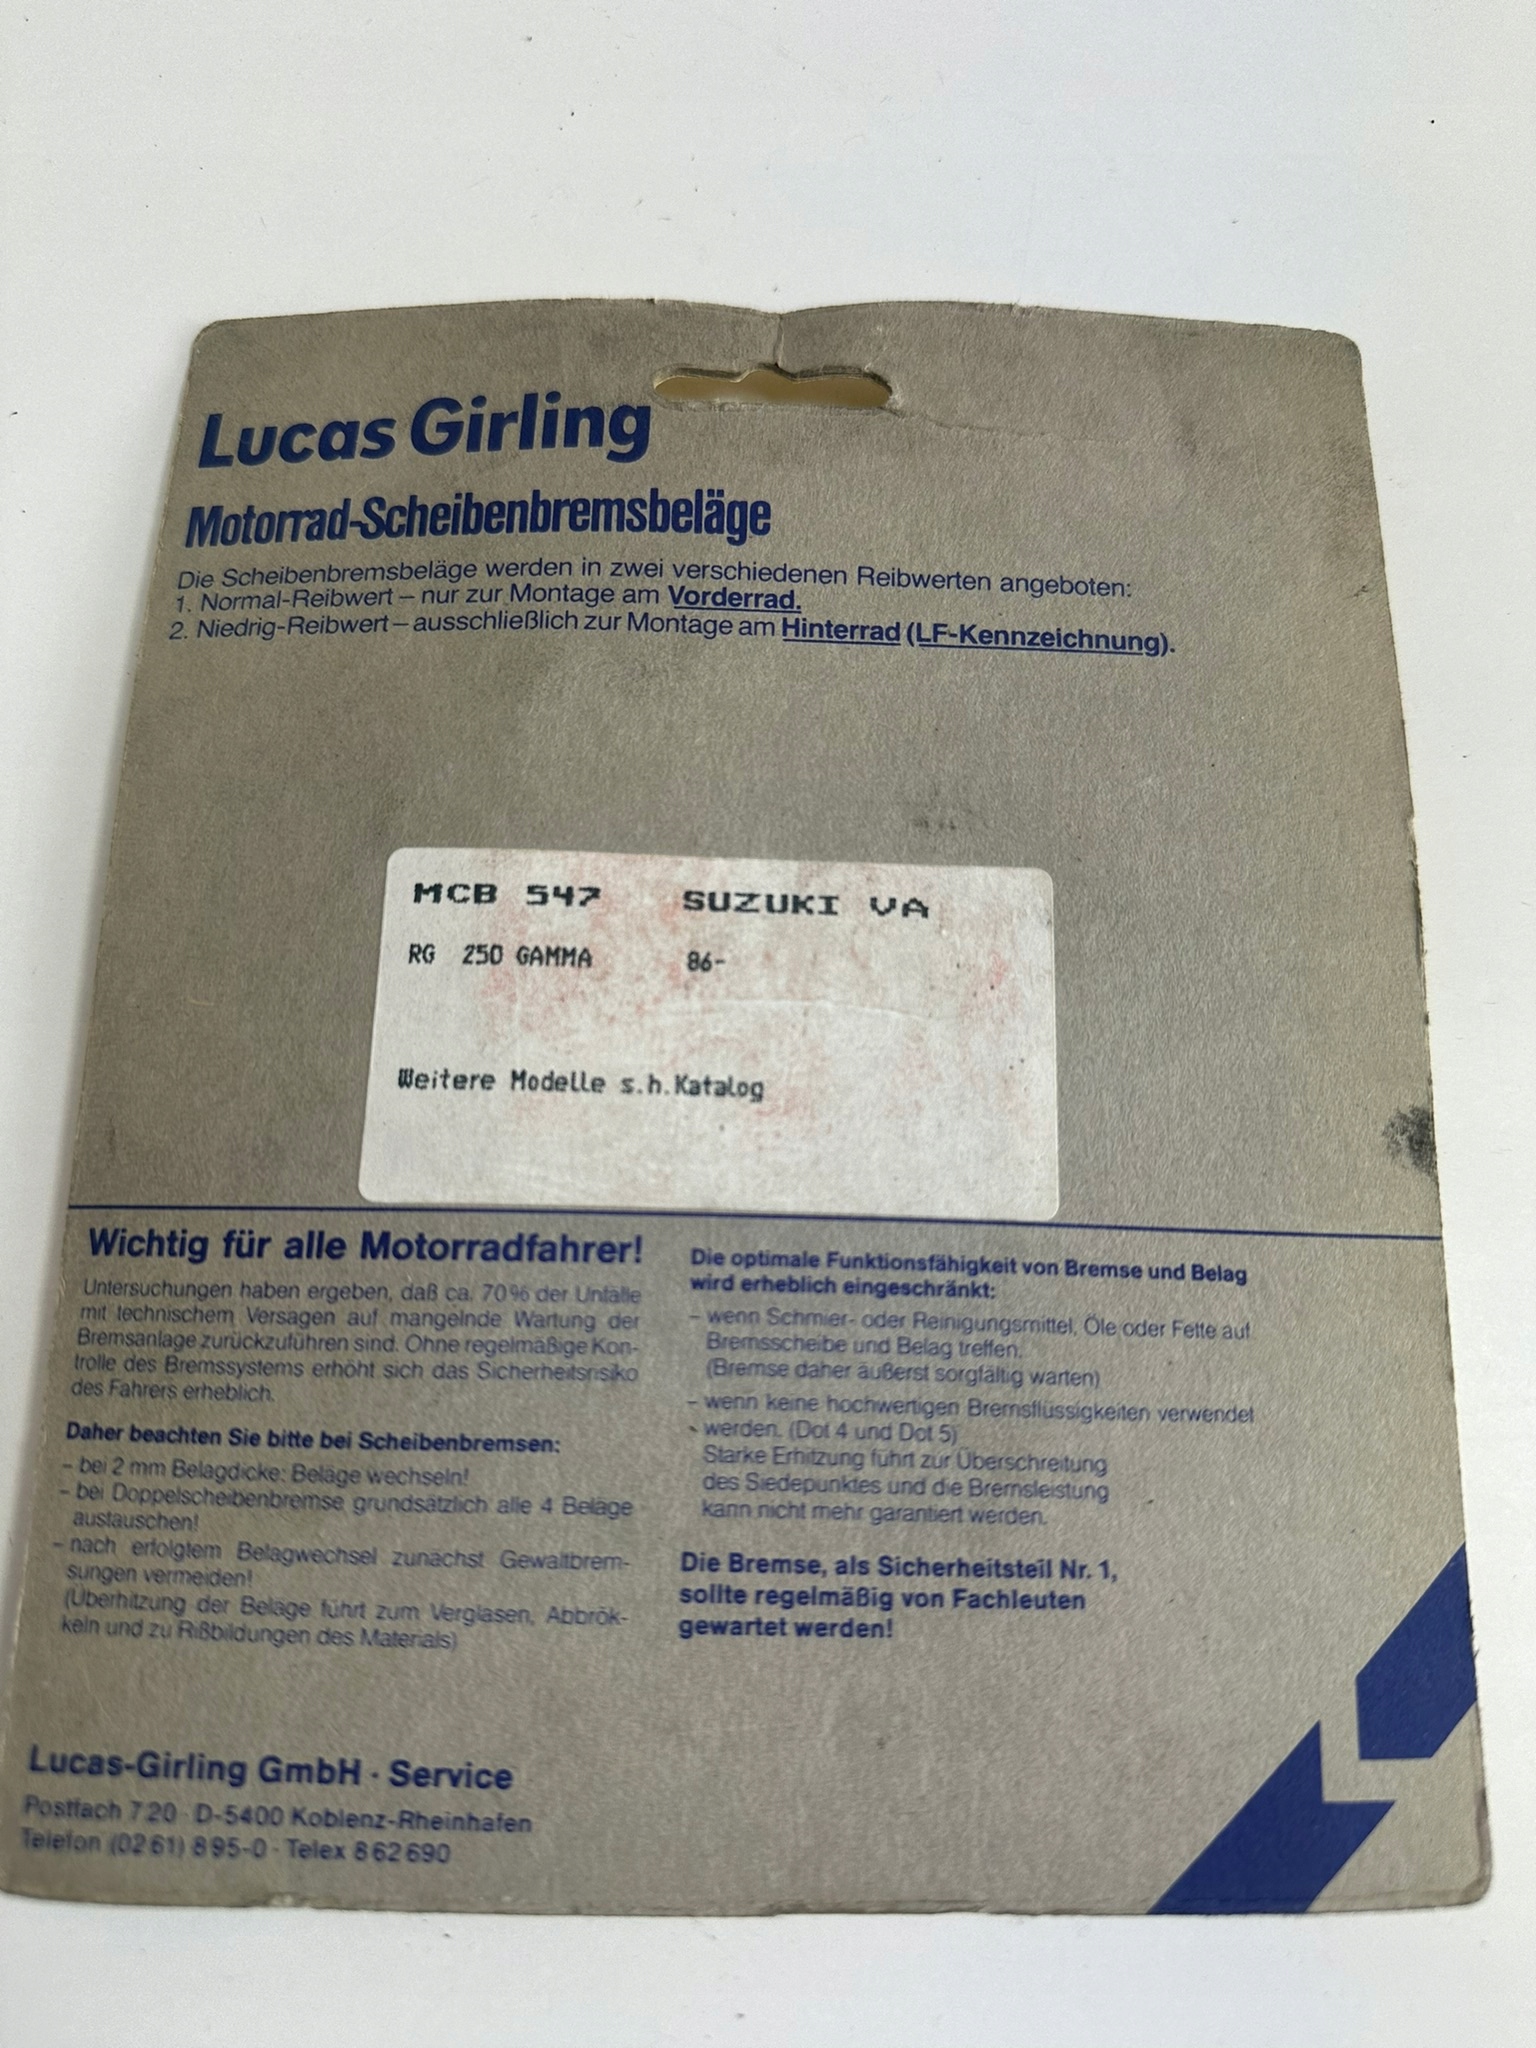 Lucas Girling
Motorrad-Scheibenbremsbeläge
Die Scheibenbremsbeläge werden in zwei verschiedenen Reibwerten angeboten:
1. Normal-Reibwert – nur zur Montage am Vorderrad.
2. Niedrig-Reibwert – ausschließlich zur Montage am Hinterrad (LF-Kennzeichnung).
MCB 547 SUZUKI VA
RG 250 GAMMA 86-
Weitere Modelle s.h.Katalog
Wichtig für alle Motorradfahrer!
Untersuchungen haben ergeben, daß ca. 70% der Unfälle
mit technischem Versagen auf mangelnde Wartung der
Bremsanlage zurückzuführen sind. Ohne regelmäßige Kon-
trolle des Bremssystems erhöht sich das Sicherheitsrisiko
des Fahrers erheblich.
Daher beachten Sie bitte bei Scheibenbremsen:
– bei 2 mm Belagdicke: Beläge wechseln!
– bei Doppelscheibenbremse grundsätzlich alle 4 Beläge
austauschen!
– nach erfolgtem Belagwechsel zunächst Gewaltbrem-
sungen vermeiden!
(Überhitzung der Beläge führt zum Verglasen, Abbrök-
keln und zu Rißbildungen des Materials)
Die optimale Funktionsfähigkeit von Bremse und Belag
wird erheblich eingeschränkt:
– wenn Schmier- oder Reinigungsmittel, Öle oder Fette auf
Bremsscheibe und Belag treffen.
(Bremse daher äußerst sorgfältig warten)
– wenn keine hochwertigen Bremsflüssigkeiten verwendet
werden. (Dot 4 und Dot 5)
Starke Erhitzung führt zur Überschreitung
des Siedepunktes und die Bremsleistung
kann nicht mehr garantiert werden.
Die Bremse, als Sicherheitsteil Nr. 1,
sollte regelmäßig von Fachleuten
gewartet werden!
Lucas-Girling GmbH · Service
Postfach 720 · D-5400 Koblenz-Rheinhafen
Telefon (0261) 895-0 · Telex 862690